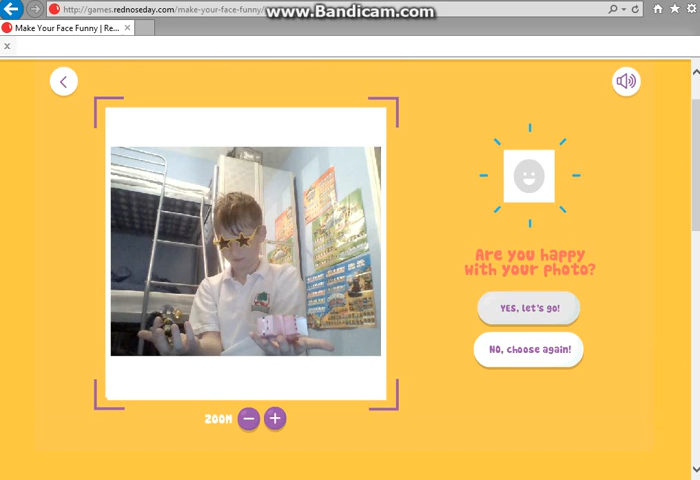 www.Bandicam.com
http://games.rednoseday.com/make-your-face-funny/
Make Your Face Funny | Re...
Are you happy
with your photo?
YES, let's go!
NO, choose again!
ZOOM